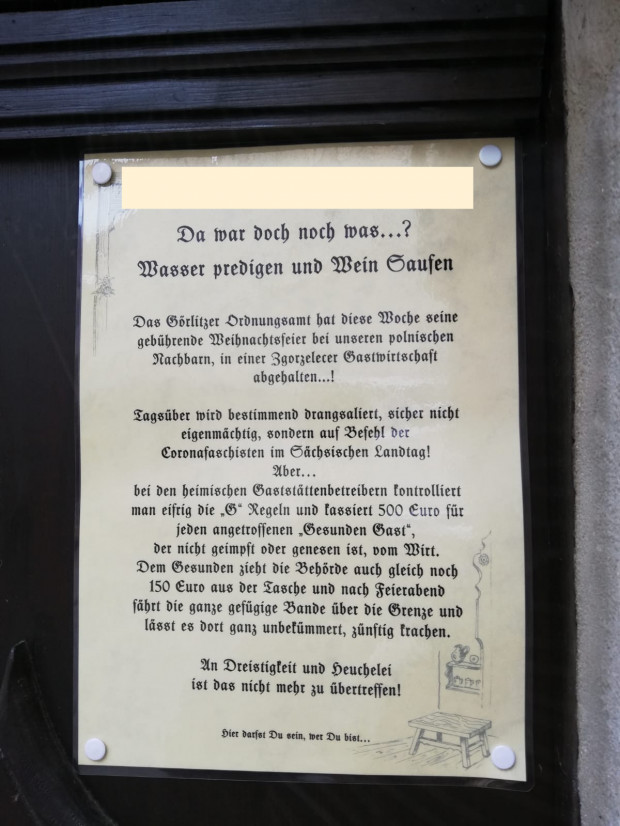 Da war doch noch was...?
Wasser predigen und Wein Saufen
Das Görlitzer Ordnungsamt hat diese Woche seine
gebührende Weihnachtsfeier bei unseren polnischen
Nachbarn, in einer Zgorzelecer Gastwirtschaft
abgehalten...!
Tagsüber wird bestimmend drangsaliert, sicher nicht
eigenmächtig, sondern auf Befehl der
Coronafaschisten im Sächsischen Landtag!
Aber...
bei den heimischen Gaststättenbetreibern kontrolliert
man eifrig die „G“ Regeln und kassiert 500 Euro für
jeden angetroffenen „Gesunden Gast“,
der nicht geimpft oder genesen ist, vom Wirt.
Dem Gesunden zieht die Behörde auch gleich noch
150 Euro aus der Tasche und nach Feierabend
fährt die ganze gefügige Bande über die Grenze und
lässt es dort ganz unbekümmert, zünftig krachen.
An Dreistigkeit und Heuchelei
ist das nicht mehr zu übertreffen!
Hier darfst Du sein, wer Du bist...